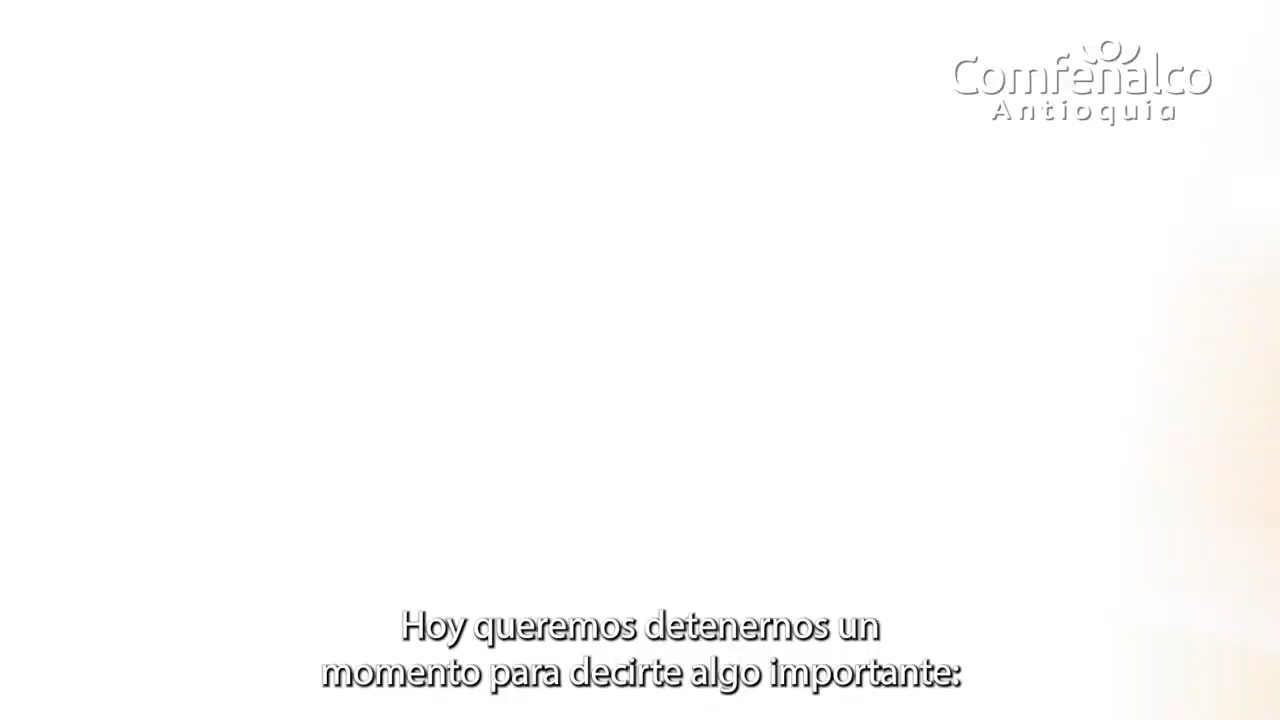 Comfenalco
Antioquia
Hoy queremos detenernos un
momento para decirte algo importante: